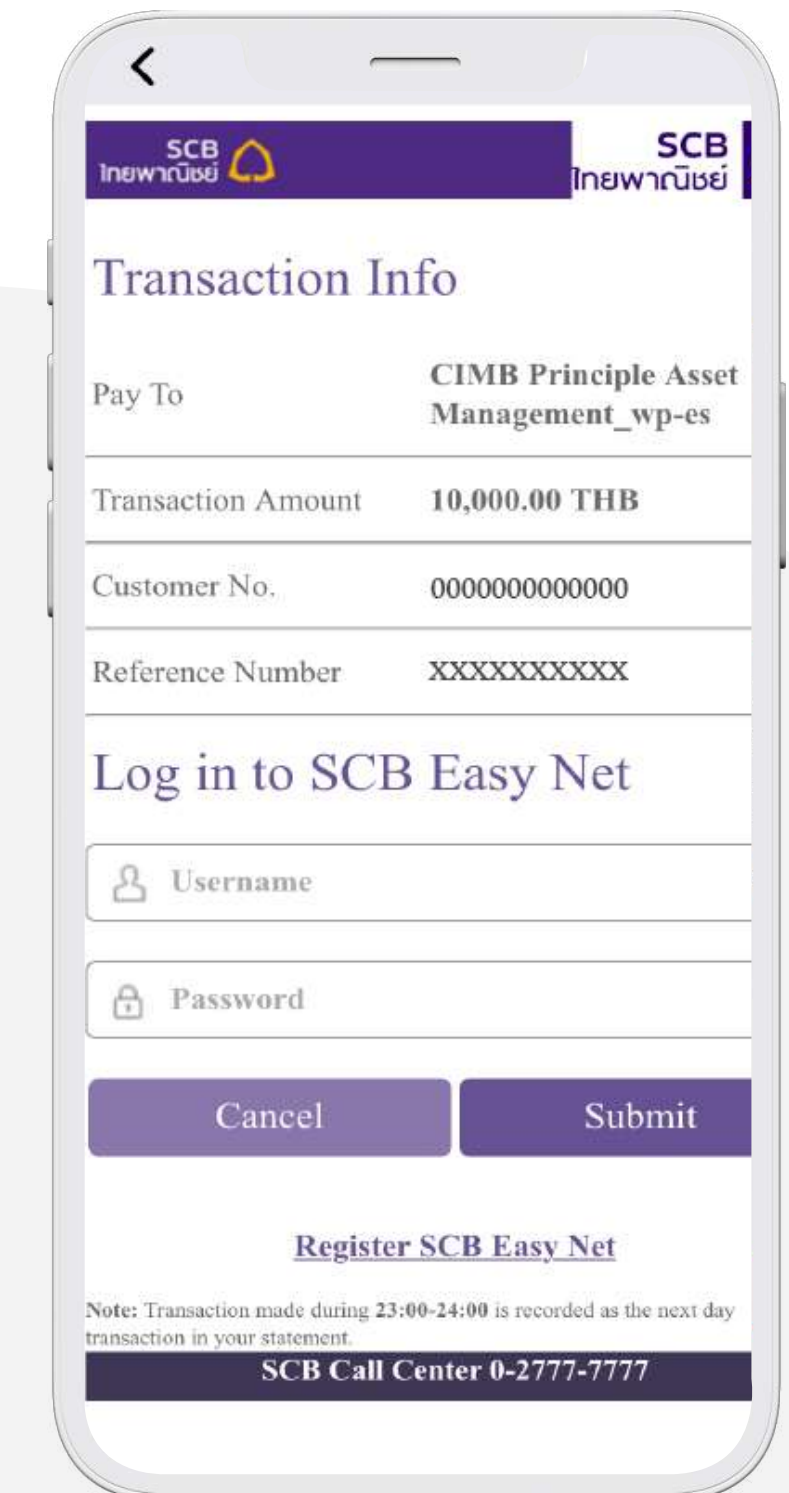 SCB
ไทยพาณิชย์
SCB
ไทยพาณิชย์
Transaction Info
Pay To
CIMB Principle Asset
Management_wp-es
Transaction Amount 10,000.00 THB
Customer No. 0000000000000
Reference Number XXXXXXXXXX
Log in to SCB Easy Net
Username
Password
Cancel Submit
Register SCB Easy Net
Note: Transaction made during 23:00-24:00 is recorded as the next day
transaction in your statement.
SCB Call Center 0-2777-7777